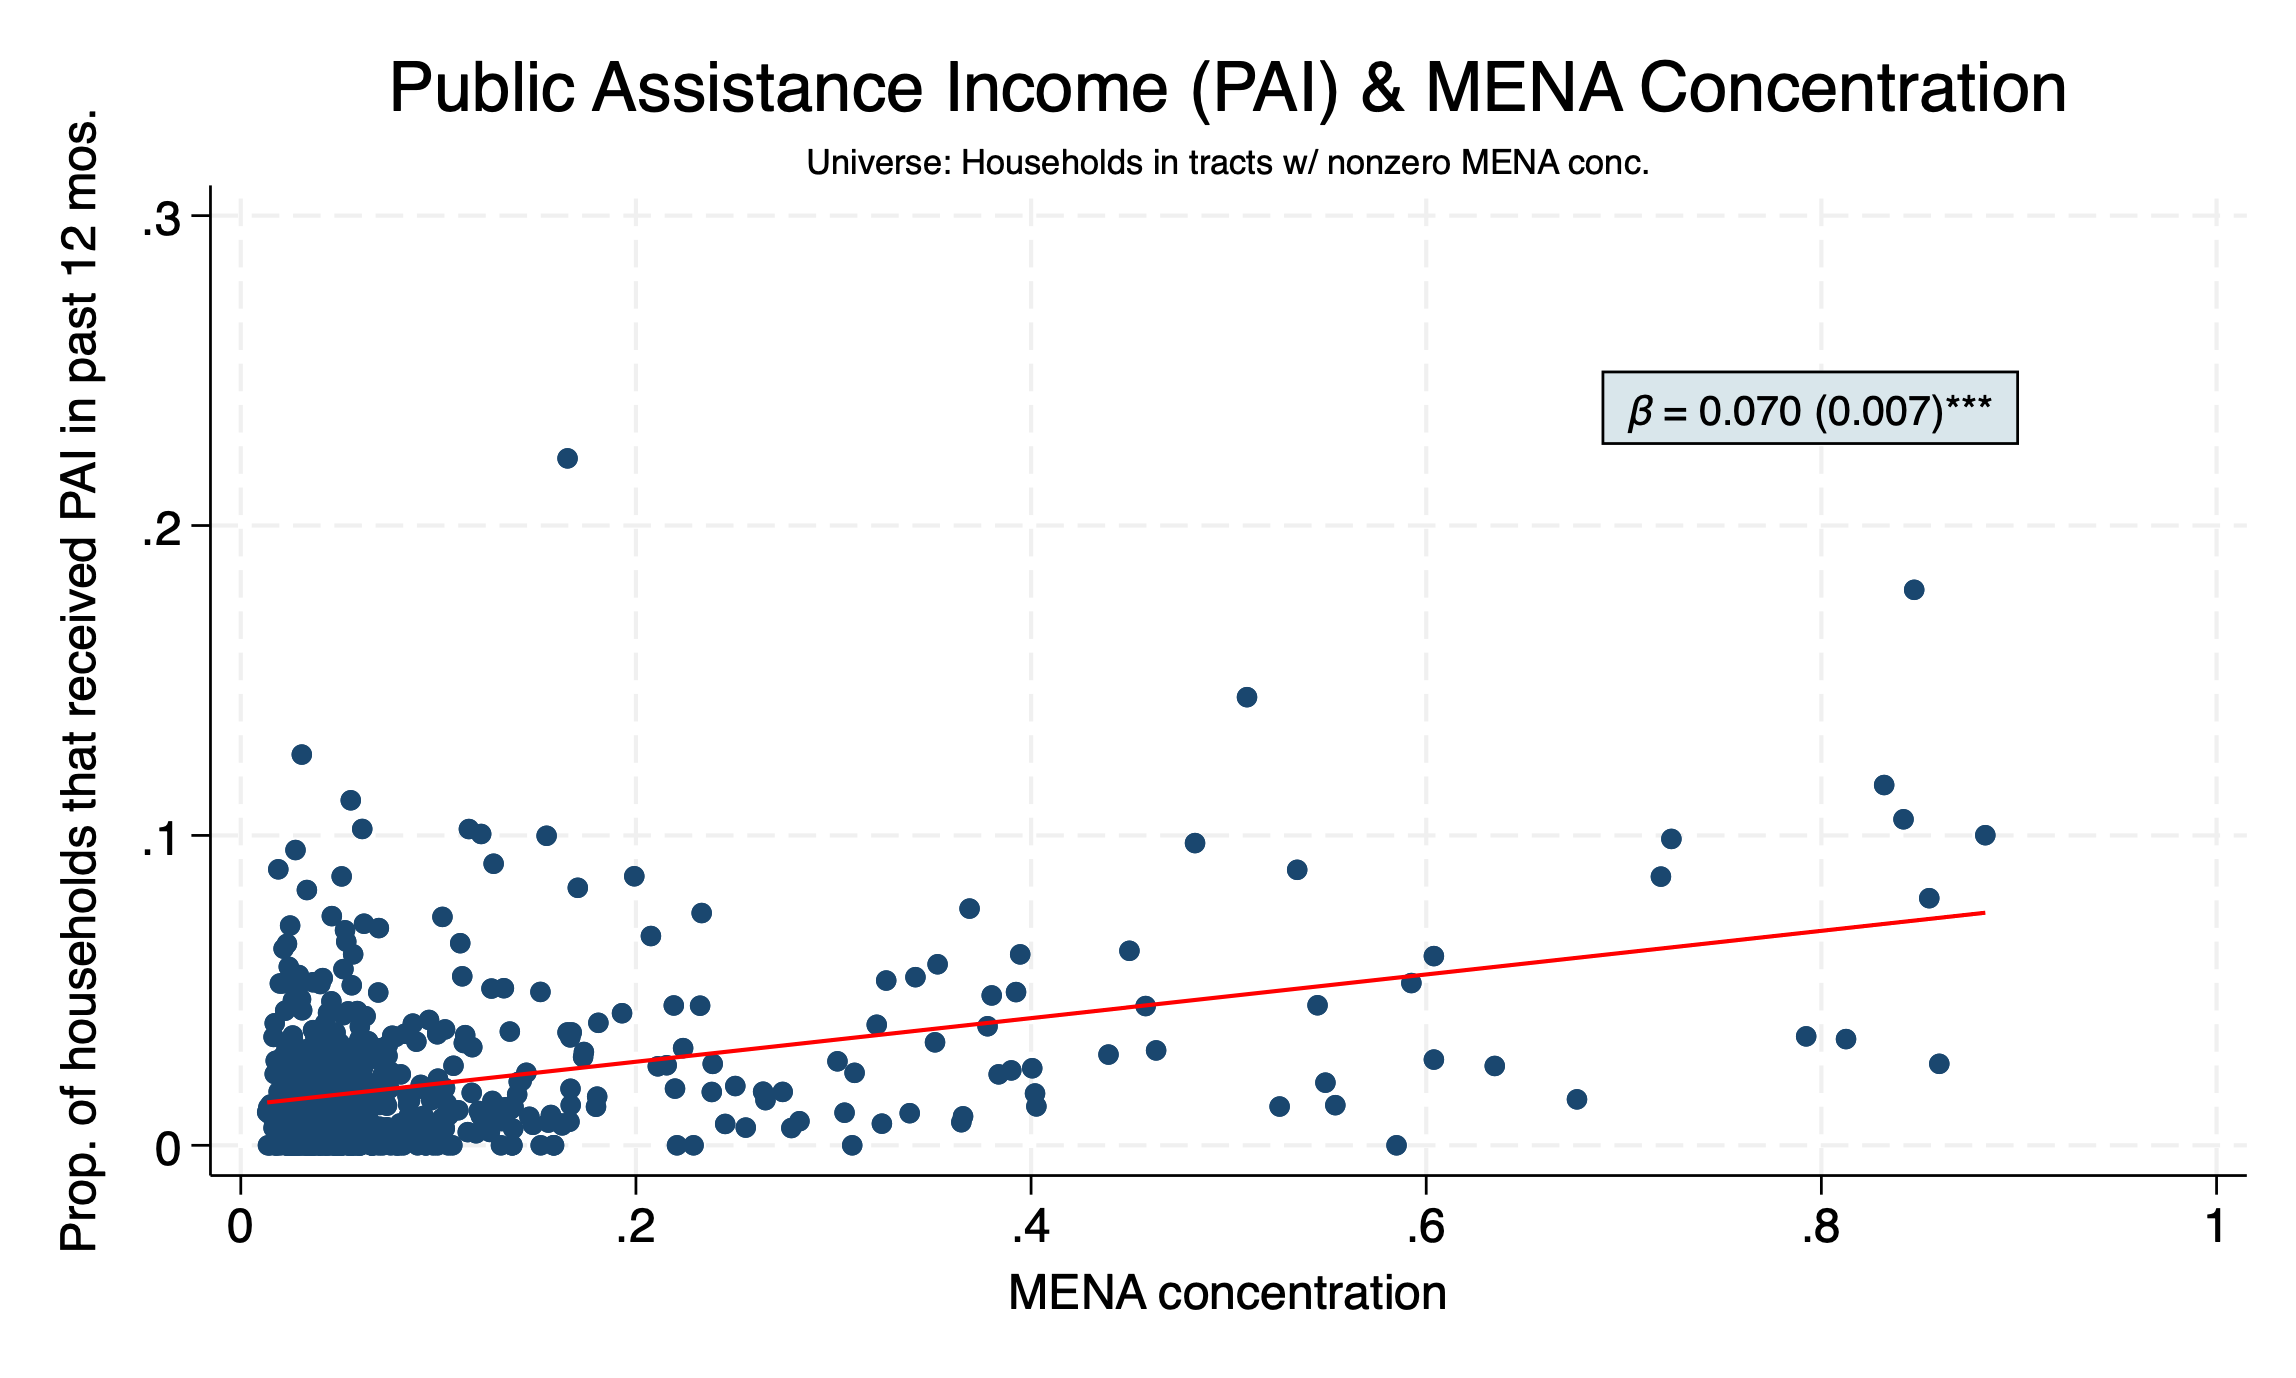 Public Assistance Income (PAI) & MENA Concentration
Universe: Households in tracts w/ nonzero MENA conc.
Prop. of households that received PAI in past 12 mos.
.3
.2
.1
0
β = 0.070 (0.007)***
0 .2 .4 .6 .8 1
MENA concentration